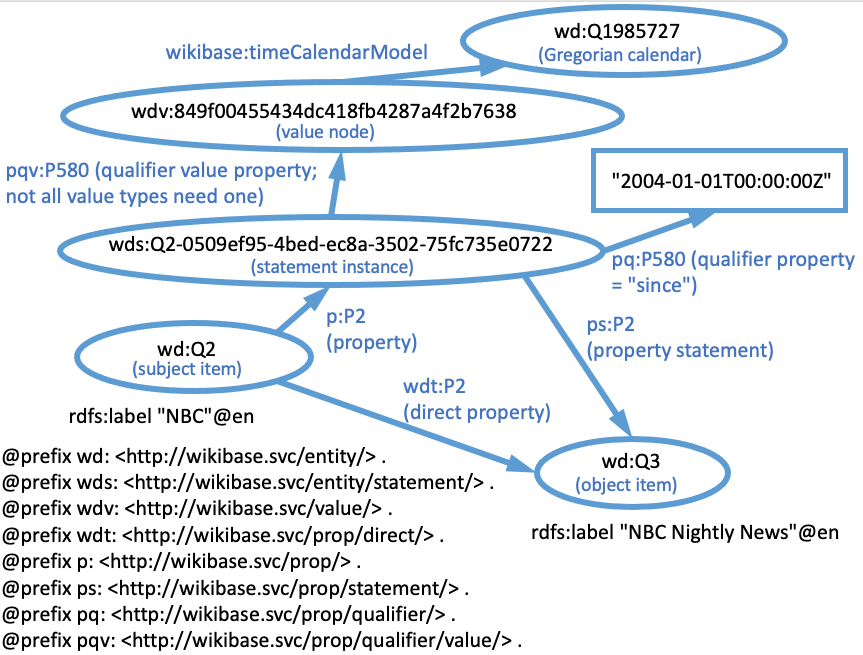 wd:Q1985727
(Gregorian calendar)
wikibase:timeCalendarModel
wdv:849f00455434dc418fb4287a4f2b7638
(value node)
pqv:P580 (qualifier value property;
not all value types need one)
"2004-01-01T00:00:00Z"
wds:Q2-0509ef95-4bed-ec8a-3502-75fc735e0722
(statement instance)
pq:P580 (qualifier property
= "since")
p:P2
(property)
ps:P2
(property statement)
wd:Q2
(subject item)
wdt:P2
(direct property)
rdfs:label "NBC"@en
wd:Q3
(object item)
rdfs:label "NBC Nightly News"@en
@prefix wd: <http://wikibase.svc/entity/> .
@prefix wds: <http://wikibase.svc/entity/statement/> .
@prefix wdv: <http://wikibase.svc/value/> .
@prefix wdt: <http://wikibase.svc/prop/direct/> .
@prefix p: <http://wikibase.svc/prop/> .
@prefix ps: <http://wikibase.svc/prop/statement/> .
@prefix pq: <http://wikibase.svc/prop/qualifier/> .
@prefix pqv: <http://wikibase.svc/prop/qualifier/value/> .